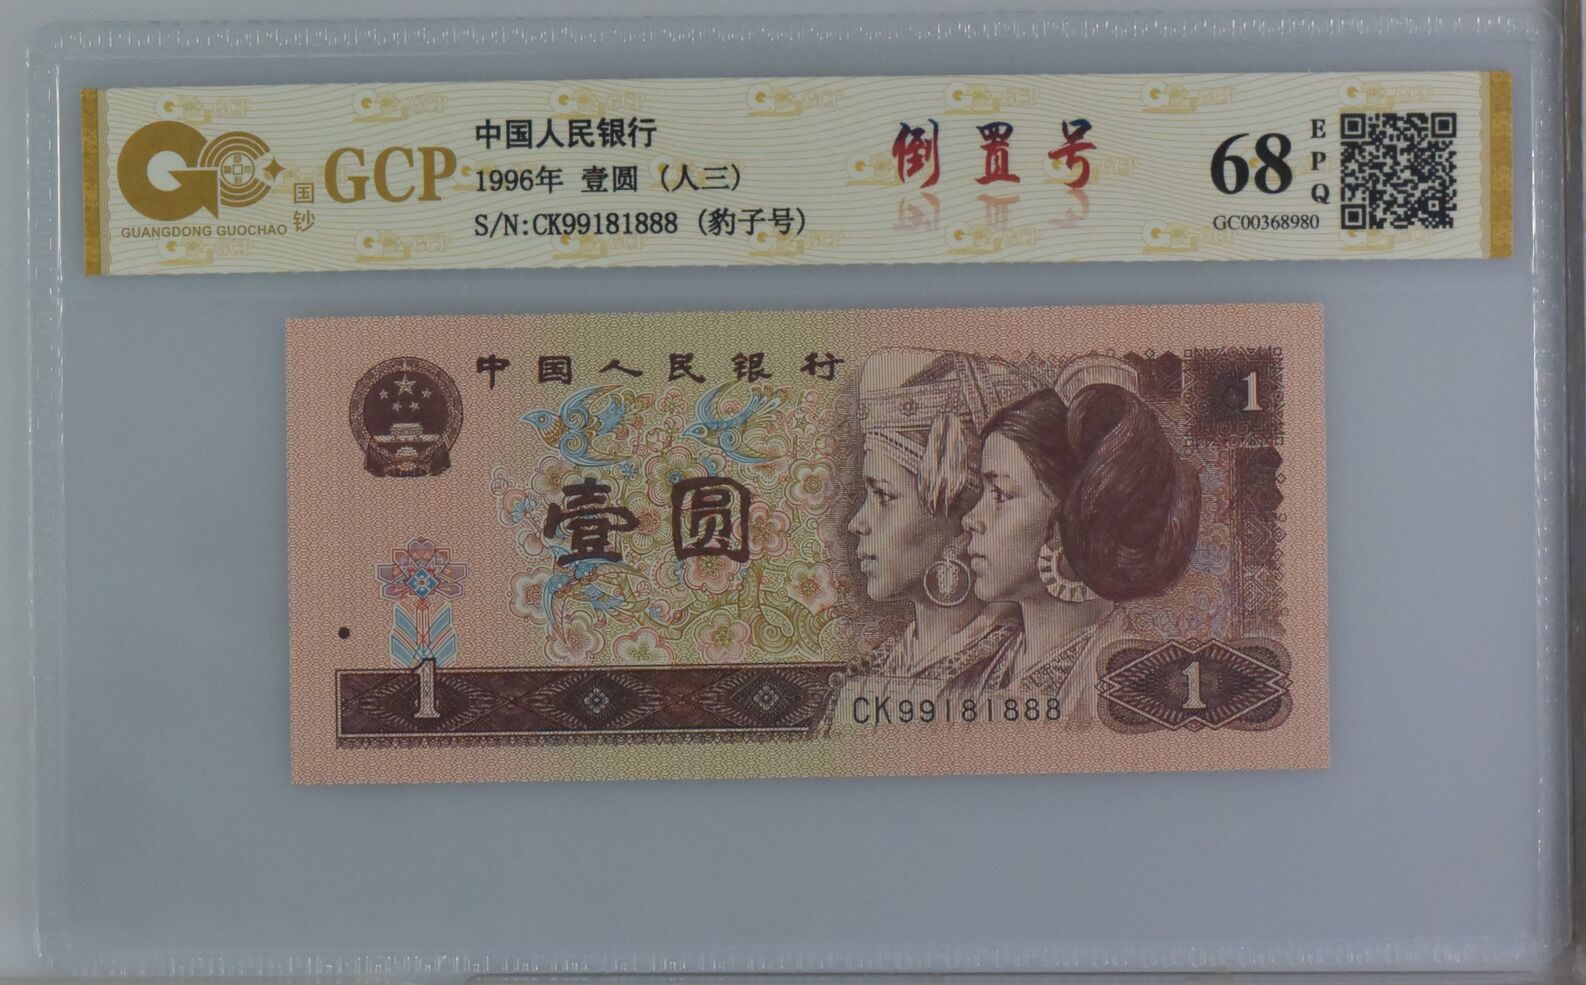 GCP
国钞
GUANGDONG GUOCHAO
中国人民银行
1996年 壹圆 (人三)
S/N:CK99181888 (豹子号)
倒置号
68
EPQ
GC00368980
中国人民银行
1
壹圆
1
CK99181888
1